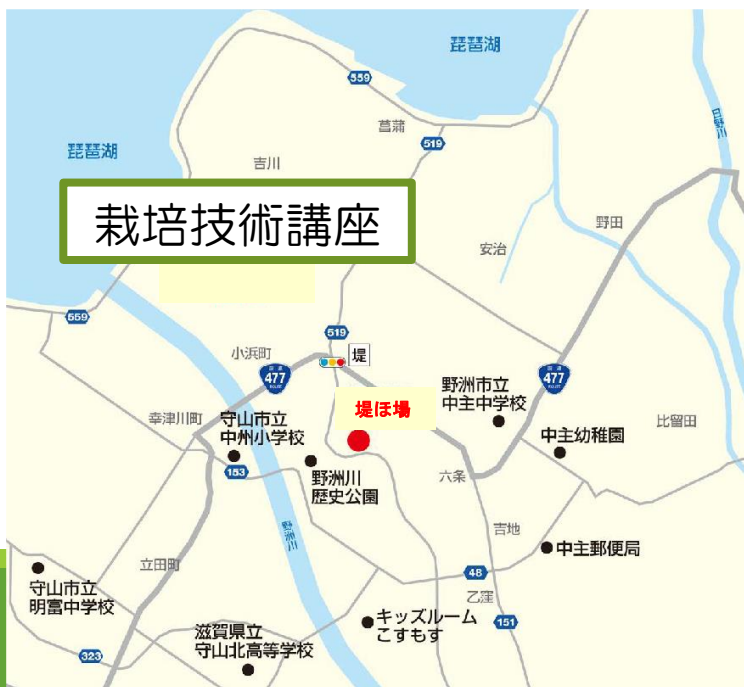 琵琶湖
559
菖蒲
519
日野川
琵琶湖
吉川
栽培技術講座
野田
安治
559
519
小浜町
堤
国道
477
ROUTE
国道
477
ROUTE
野洲市立
中主中学校
堤ほ場
幸津川町
守山市立
中州小学校
中主幼稚園
比留田
153
野洲川
歴史公園
六条
吉地
野洲川
中主郵便局
立田町
48
守山市立
明富中学校
乙窪
キッズルーム
こすもす
151
滋賀県立
守山北高等学校
323